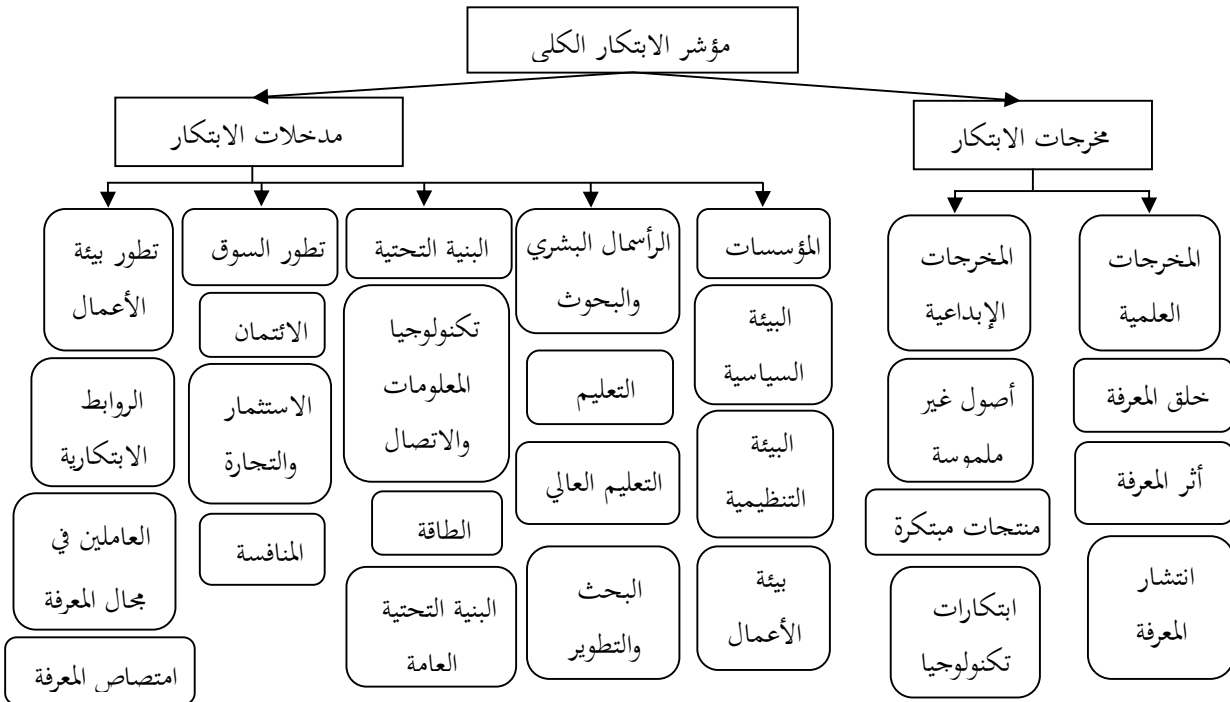 مؤشر الابتكار الكلي
مدخلات الابتكار
مخرجات الابتكار
المخرجات
العلمية
خلق المعرفة
أثر المعرفة
انتشار
المعرفة
المخرجات
الإبداعية
أصول غير
ملموسة
منتجات مبتكرة
ابتكارات
تكنولوجيا
المؤسسات
البيئة
السياسية
البيئة
التنظيمية
بيئة
الأعمال
الرأسمال البشري
والبحوث
التعليم
التعليم العالي
البحث
والتطوير
البنية التحتية
تكنولوجيا
المعلومات
والاتصال
الطاقة
البنية التحتية
العامة
تطور السوق
الائتمان
الاستثمار
والتجارة
المنافسة
تطور بيئة
الأعمال
الروابط
الابتكارية
العاملين في
مجال المعرفة
امتصاص المعرفة